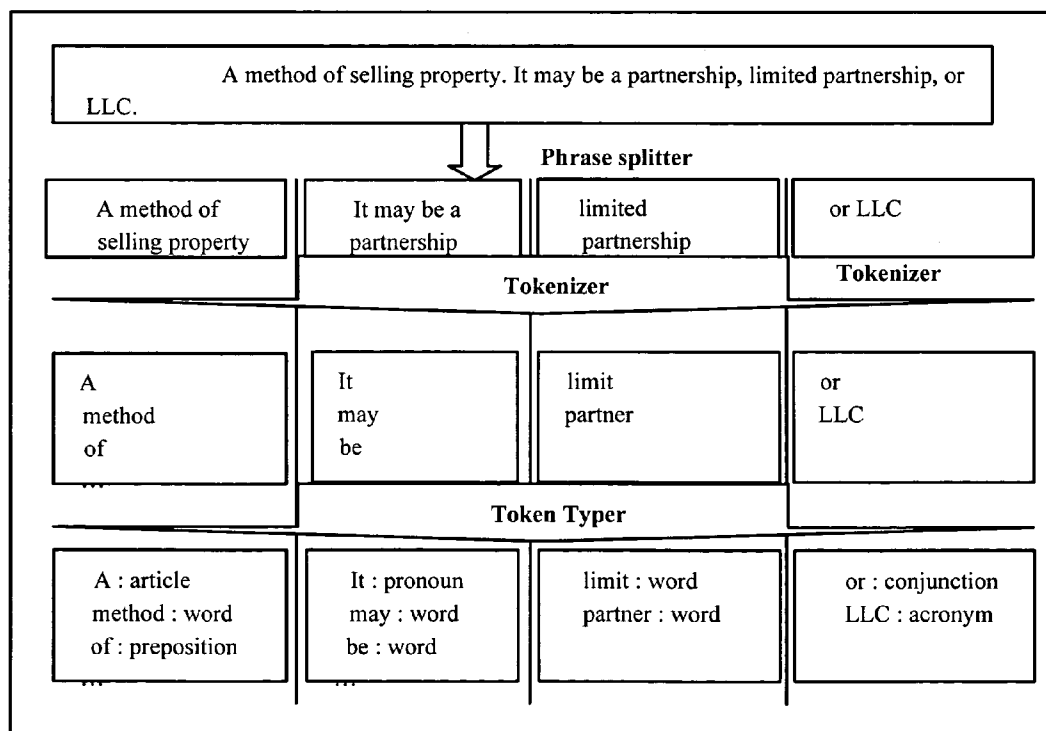 A method of selling property. It may be a partnership, limited partnership, or
LLC.
Phrase splitter
A method of
selling property
It may be a
partnership
limited
partnership
or LLC
Tokenizer
Tokenizer
A
method
of
...
It
may
be
limit
partner
or
LLC
Token Typer
A : article
method : word
of : preposition
...
It : pronoun
may : word
be : word
...
limit : word
partner : word
or : conjunction
LLC : acronym